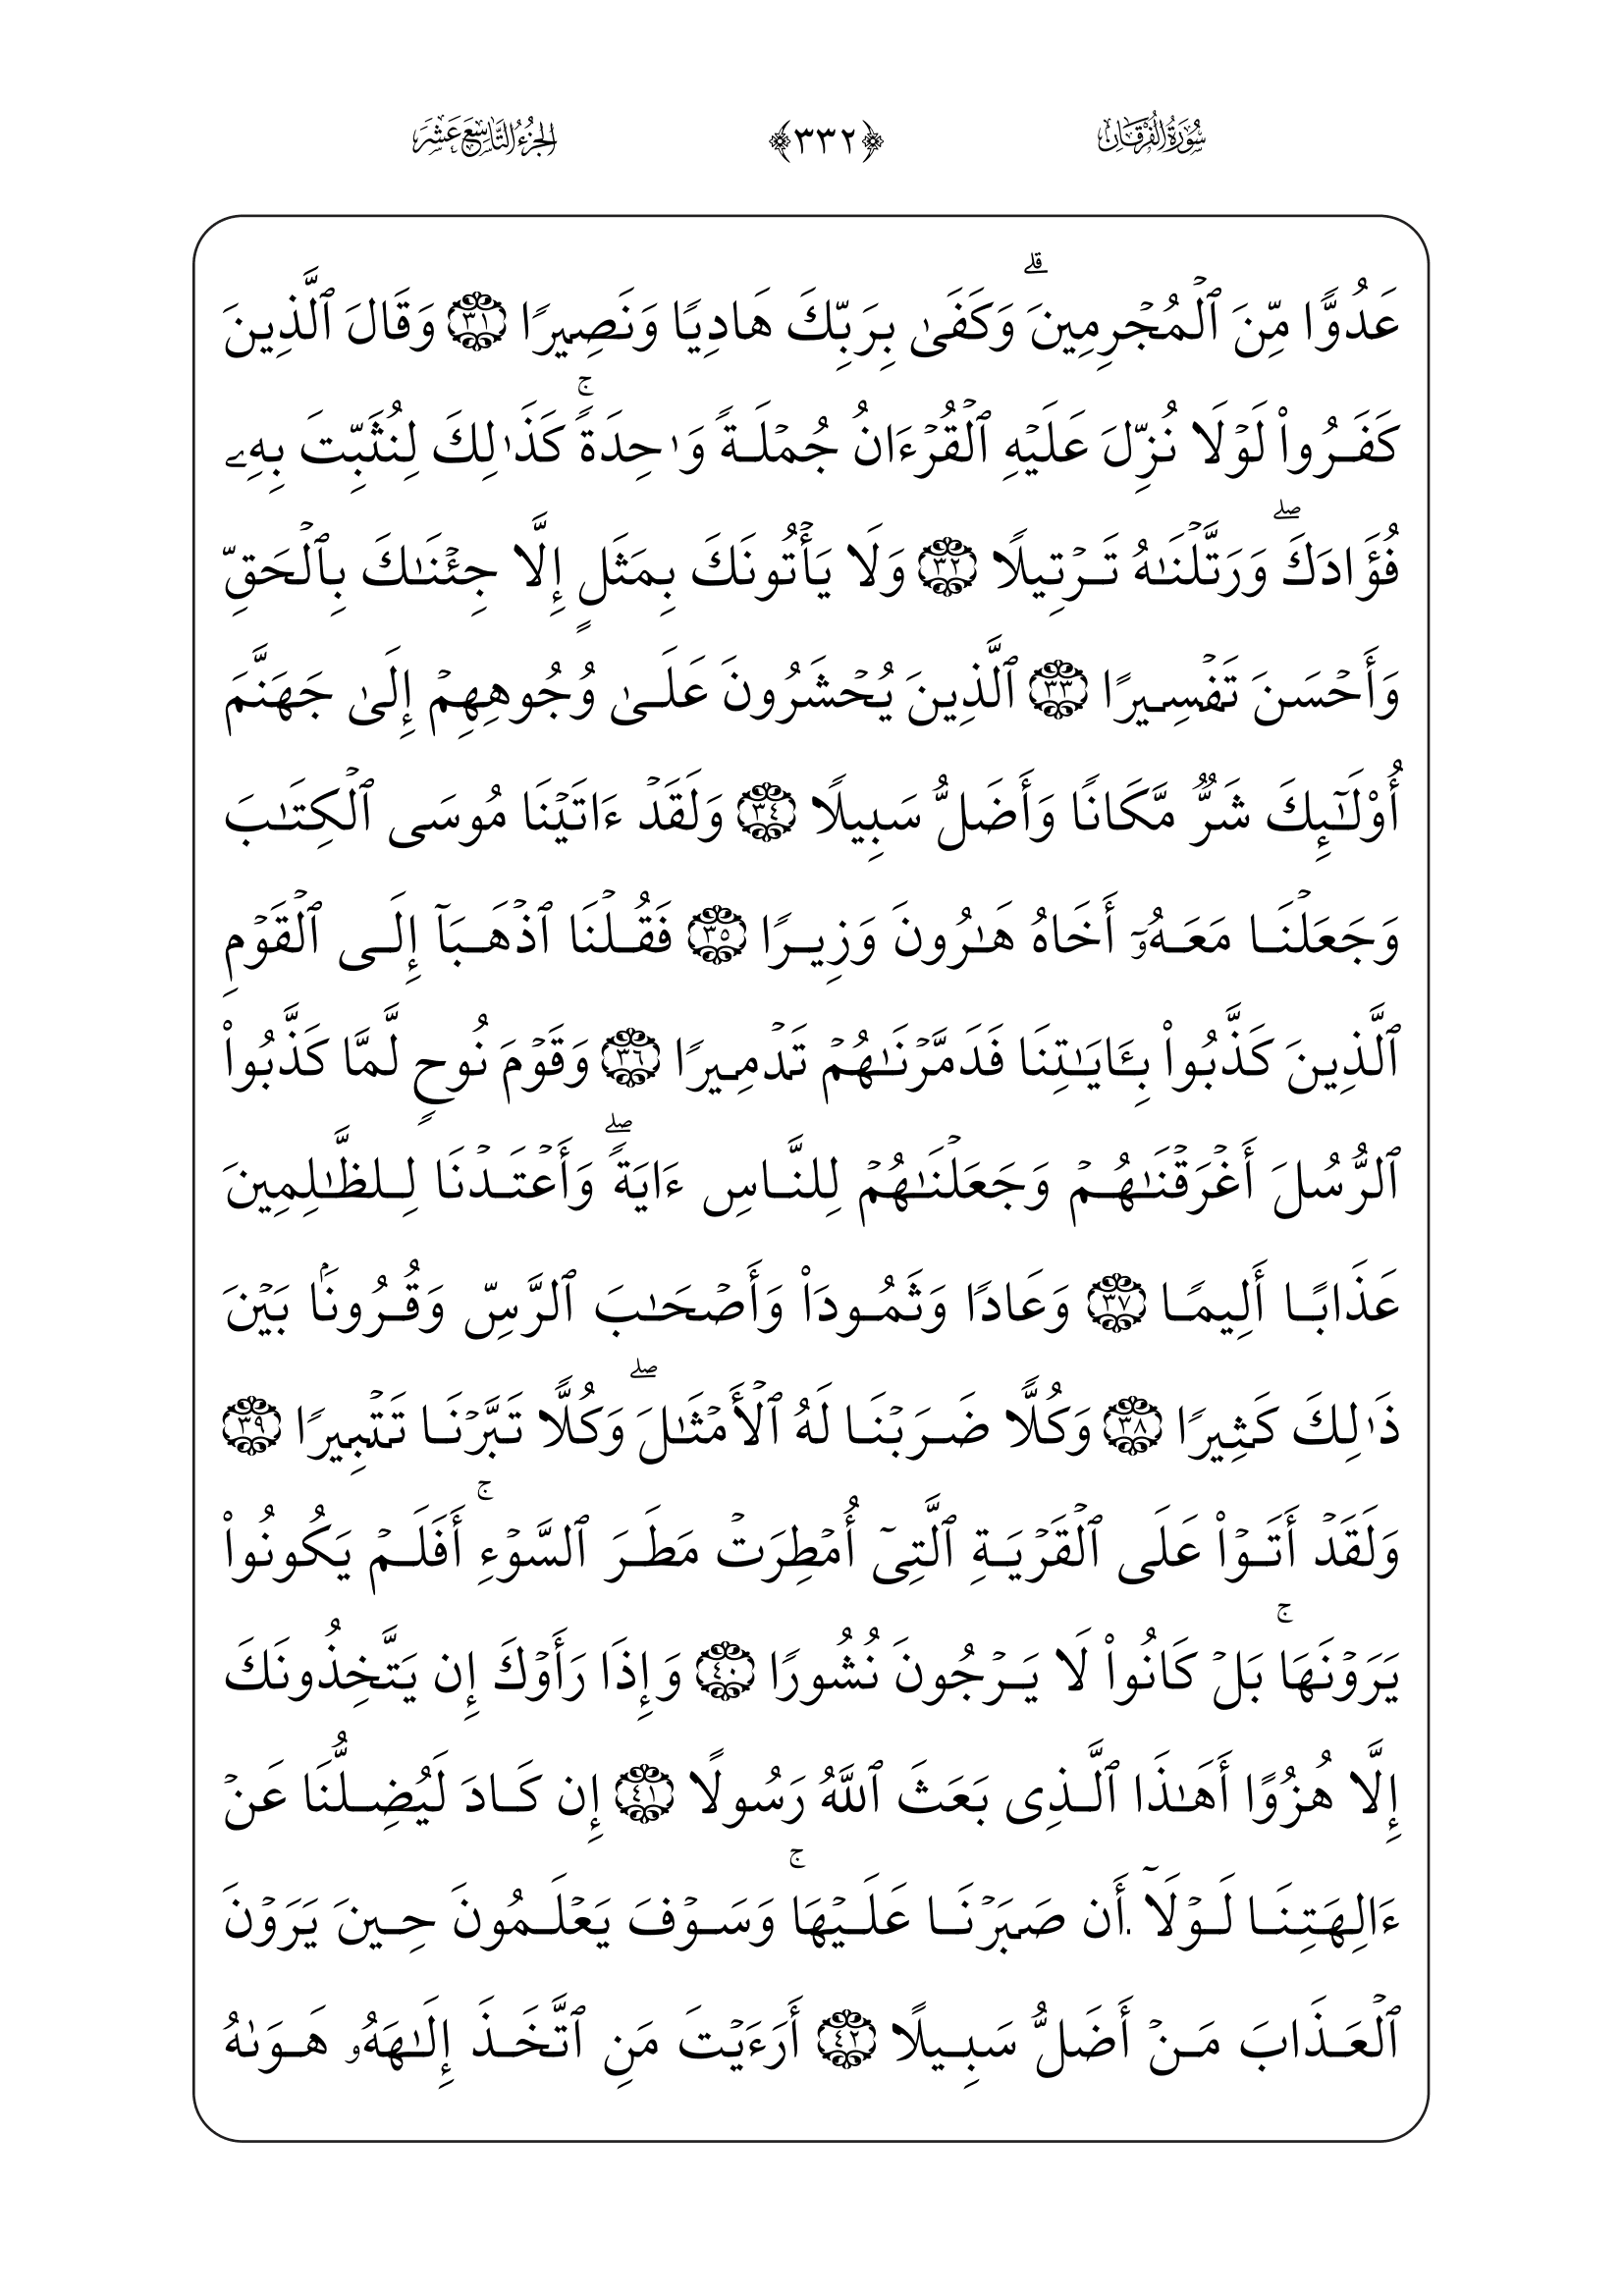 سُورَةُ الْفُرْقَانِ ﴿٣٣٢﴾ الجُزْءُ التَّاسِعَ عَشَرَ
عَدُوًّا مِّنَ ٱلۡمُجۡرِمِينَۗ وَكَفَىٰ بِرَبِّكَ هَادِيًا وَنَصِيرًا ٣١ وَقَالَ ٱلَّذِينَ
كَفَرُواْ لَوۡلَا نُزِّلَ عَلَيۡهِ ٱلۡقُرۡءَانُ جُمۡلَةً وَٰحِدَةًۚ كَذَٰلِكَ لِنُثَبِّتَ بِهِۦ
فُؤَادَكَۖ وَرَتَّلۡنَٰهُ تَرۡتِيلًا ٣٢ وَلَا يَأۡتُونَكَ بِمَثَلٍ إِلَّا جِئۡنَٰكَ بِٱلۡحَقِّ
وَأَحۡسَنَ تَفۡسِيرًا ٣٣ ٱلَّذِينَ يُحۡشَرُونَ عَلَىٰ وُجُوهِهِمۡ إِلَىٰ جَهَنَّمَ
أُوْلَٰٓئِكَ شَرٌّ مَّكَانًا وَأَضَلُّ سَبِيلًا ٣٤ وَلَقَدۡ ءَاتَيۡنَا مُوسَى ٱلۡكِتَٰبَ
وَجَعَلۡنَا مَعَهُۥٓ أَخَاهُ هَٰرُونَ وَزِيرًا ٣٥ فَقُلۡنَا ٱذۡهَبَآ إِلَى ٱلۡقَوۡمِ
ٱلَّذِينَ كَذَّبُواْ بِـَٔايَٰتِنَا فَدَمَّرۡنَٰهُمۡ تَدۡمِيرًا ٣٦ وَقَوۡمَ نُوحٍ لَّمَّا كَذَّبُواْ
ٱلرُّسُلَ أَغۡرَقۡنَٰهُمۡ وَجَعَلۡنَٰهُمۡ لِلنَّاسِ ءَايَةًۖ وَأَعۡتَدۡنَا لِلظَّٰلِمِينَ
عَذَابًا أَلِيمًا ٣٧ وَعَادًا وَثَمُودَاْ وَأَصۡحَٰبَ ٱلرَّسِّ وَقُرُونَۢا بَيۡنَ
ذَٰلِكَ كَثِيرًا ٣٨ وَكُلًّا ضَرَبۡنَا لَهُ ٱلۡأَمۡثَٰلَۖ وَكُلًّا تَبَّرۡنَا تَتۡبِيرًا ٣٩
وَلَقَدۡ أَتَوۡاْ عَلَى ٱلۡقَرۡيَةِ ٱلَّتِيٓ أُمۡطِرَتۡ مَطَرَ ٱلسَّوۡءِۚ أَفَلَمۡ يَكُونُواْ
يَرَوۡنَهَاۚ بَلۡ كَانُواْ لَا يَرۡجُونَ نُشُورًا ٤٠ وَإِذَا رَأَوۡكَ إِن يَتَّخِذُونَكَ
إِلَّا هُزُوًا أَهَٰذَا ٱلَّذِى بَعَثَ ٱللَّهُ رَسُولًا ٤١ إِن كَادَ لَيُضِلُّنَا عَنۡ
ءَالِهَتِنَا لَوۡلَآ أَن صَبَرۡنَا عَلَيۡهَاۚ وَسَوۡفَ يَعۡلَمُونَ حِينَ يَرَوۡنَ
ٱلۡعَذَابَ مَنۡ أَضَلُّ سَبِيلًا ٤٢ أَرَءَيۡتَ مَنِ ٱتَّخَذَ إِلَٰهَهُۥ هَوَىٰهُ